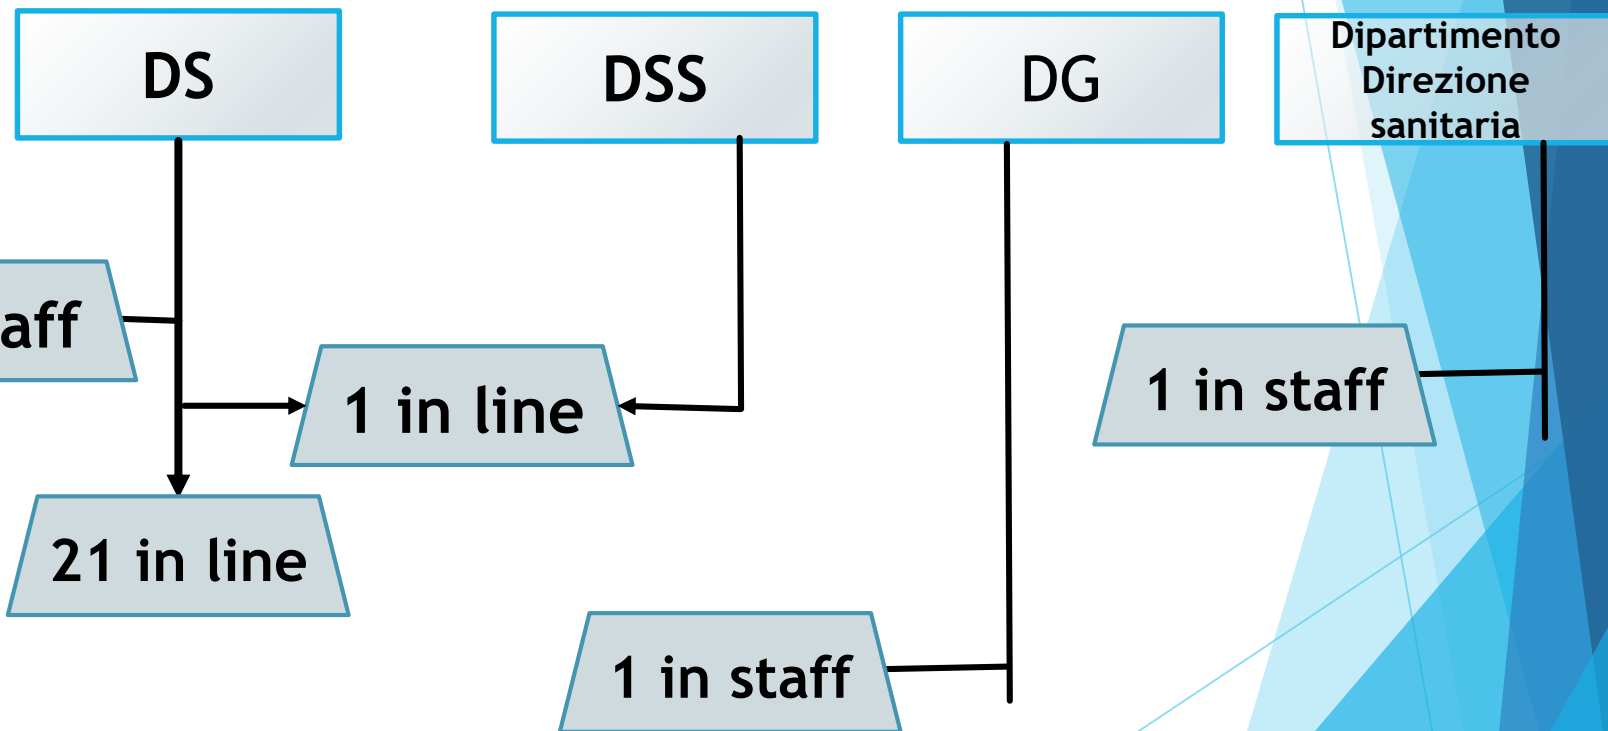 DS
DSS
DG
Dipartimento
Direzione
sanitaria
aff
1 in line
1 in staff
21 in line
1 in staff